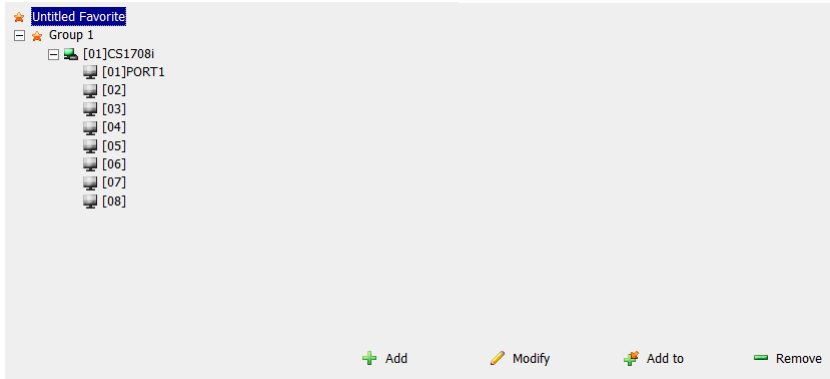 Untitled Favorite
Group 1
[01]CS1708i
[01]PORT1
[02]
[03]
[04]
[05]
[06]
[07]
[08]
Add Modify Add to Remove